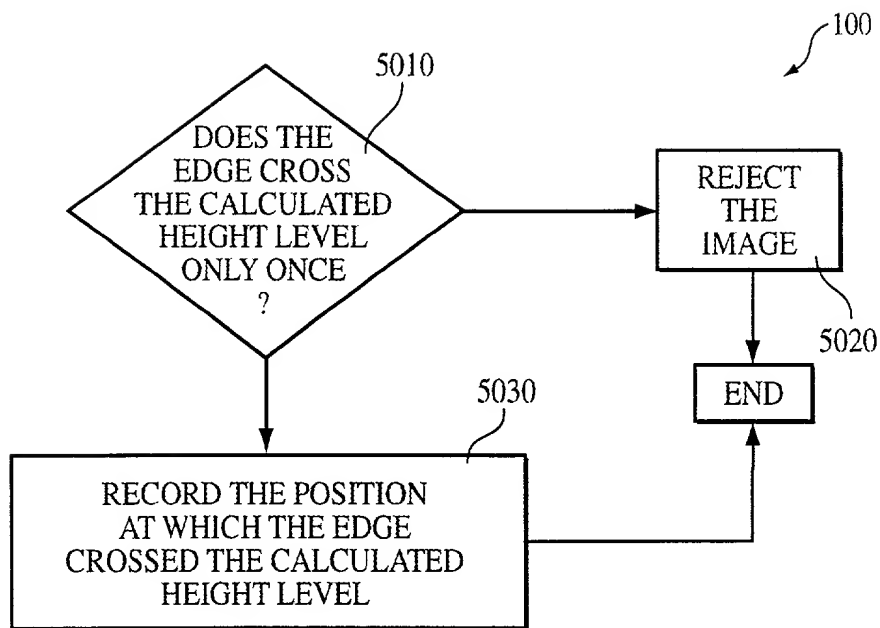 100
5010
DOES THE
EDGE CROSS
THE CALCULATED
HEIGHT LEVEL
ONLY ONCE
?
REJECT
THE
IMAGE
5020
END
5030
RECORD THE POSITION
AT WHICH THE EDGE
CROSSED THE CALCULATED
HEIGHT LEVEL